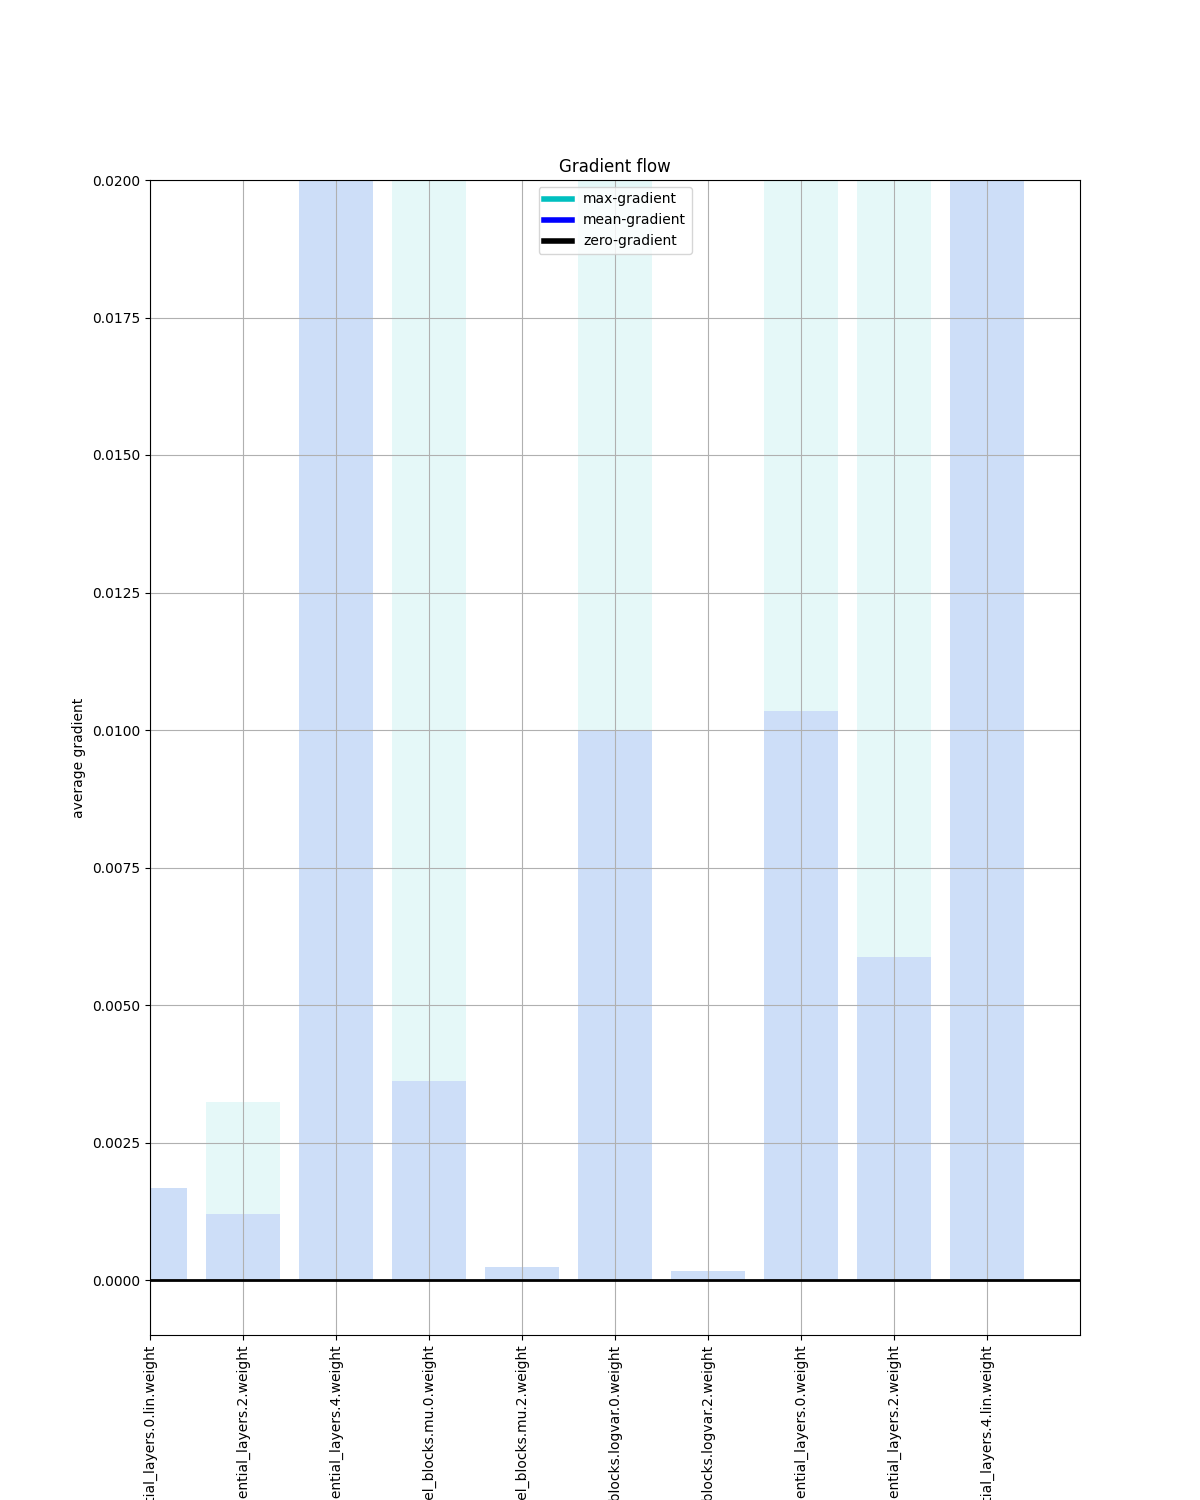 Gradient flow
max-gradient
mean-gradient
zero-gradient
0.0200
0.0175
0.0150
0.0125
0.0100
0.0075
0.0050
0.0025
0.0000
average gradient
tial_layers.0.lin.weight
ential_layers.2.weight
ential_layers.4.weight
el_blocks.mu.0.weight
el_blocks.mu.2.weight
blocks.logvar.0.weight
blocks.logvar.2.weight
ential_layers.0.weight
ential_layers.2.weight
tial_layers.4.lin.weight